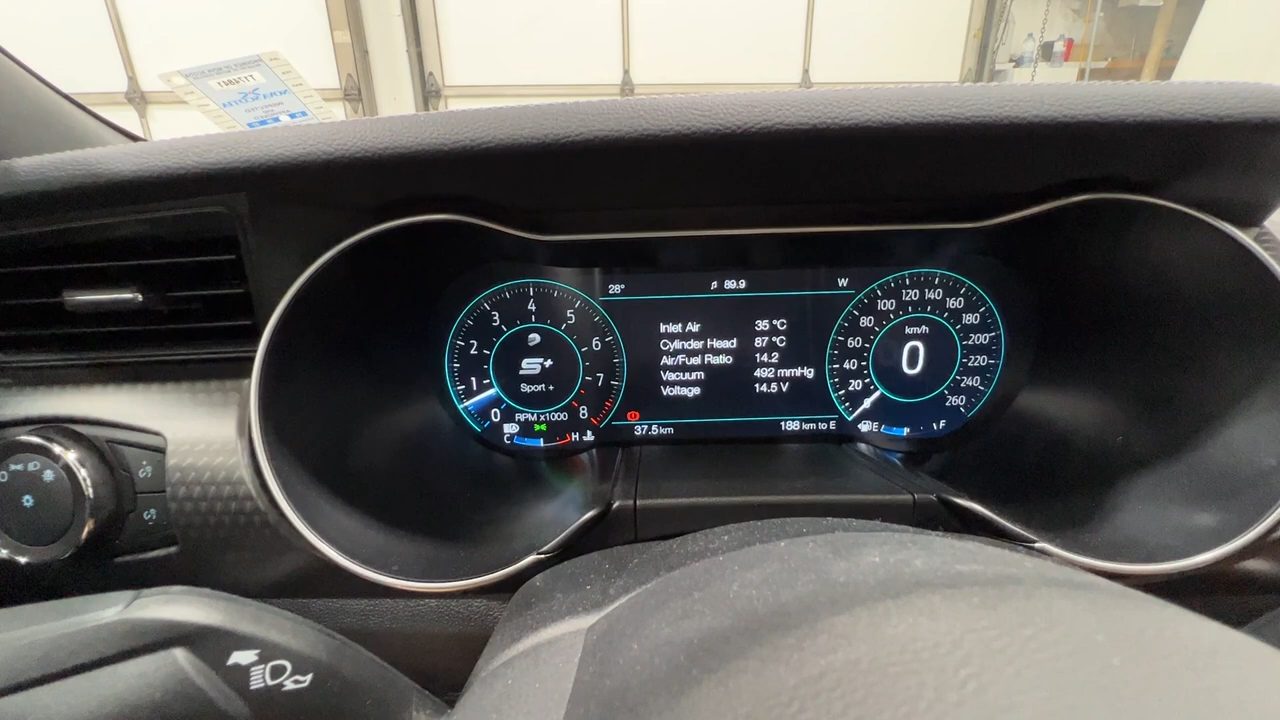 28° 89.9 W
Inlet Air 35 °C
Cylinder Head 87 °C
Air/Fuel Ratio 14.2
Vacuum 492 mmHg
Voltage 14.5 V
37.5 km 188 km to E
0 1 2 3 4 5 6 7 8
S+
Sport +
RPM x1000
C H
20 40 60 80 100 120 140 160 180 200 220 240 260
km/h
0
E F